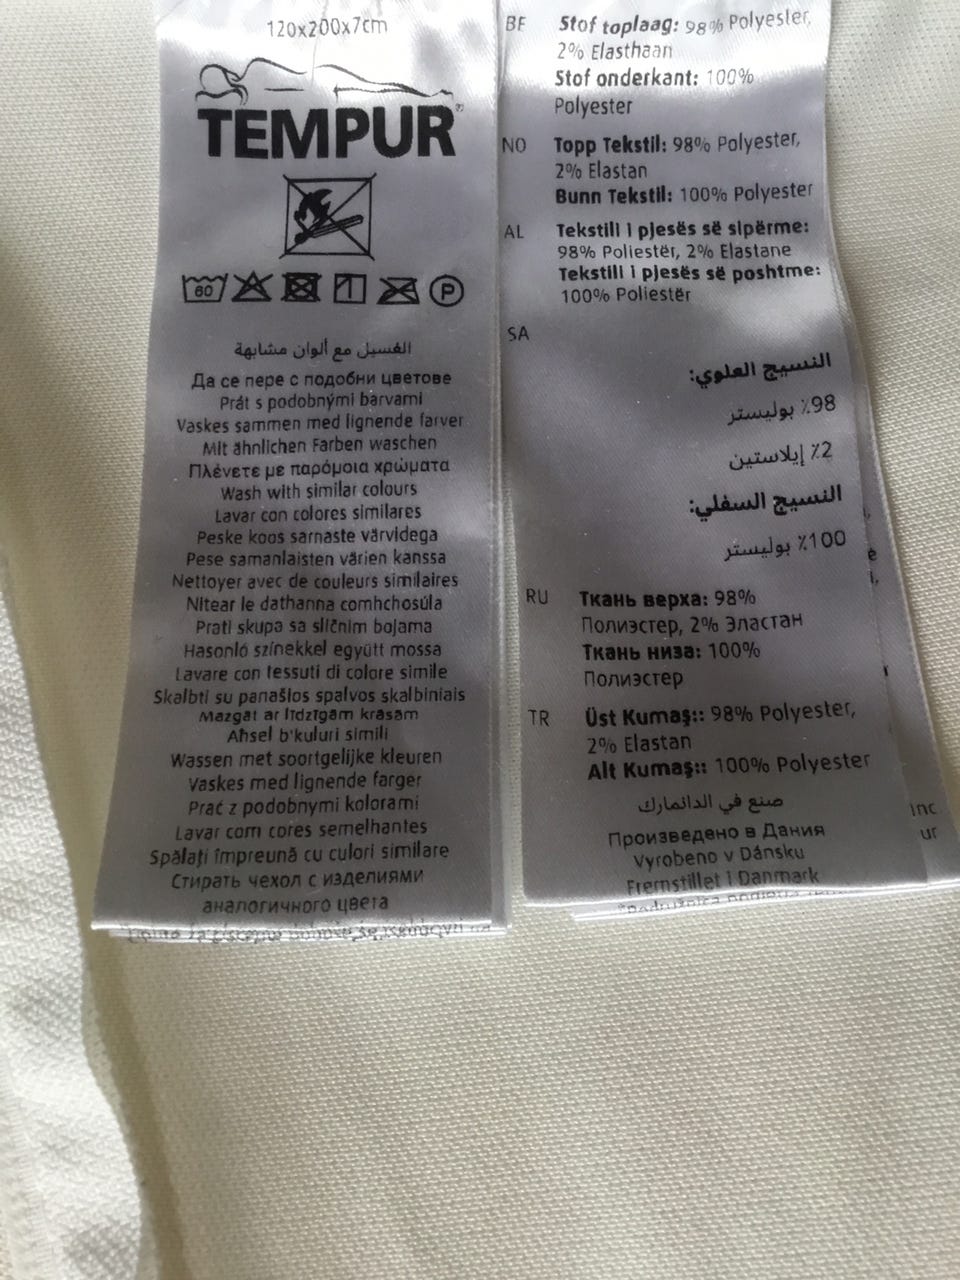 120x200x7cm
TEMPUR®
60
P
الغسيل مع ألوان مشابهة
Да се пере с подобни цветове
Prát s podobnými barvami
Vaskes sammen med lignende farver
Mit ähnlichen Farben waschen
Πλένετε με παρόμοια χρώματα
Wash with similar colours
Lavar con colores similares
Peske koos sarnaste värvidega
Pese samanlaisten värien kanssa
Nettoyer avec de couleurs similaires
Nitear le dathanna comhchosúla
Prati skupa sa sličnim bojama
Hasonló színekkel együtt mossa
Lavare con tessuti di colore simile
Skalbti su panašios spalvos skalbiniais
Mazgāt ar līdzīgām krāsām
Aħsel b'kuluri simili
Wassen met soortgelijke kleuren
Vaskes med lignende farger
Prać z podobnymi kolorami
Lavar com cores semelhantes
Spălați împreună cu culori similare
Стирать чехол с изделиями
аналогичного цвета
BE Stof toplaag: 98% Polyester,
2% Elasthaan
Stof onderkant: 100%
Polyester
NO Topp Tekstil: 98% Polyester,
2% Elastan
Bunn Tekstil: 100% Polyester
AL Tekstili i pjesës së sipërme:
98% Poliestër, 2% Elastane
Tekstili i pjesës së poshtme:
100% Poliestër
SA
النسيج العلوي:
98٪ بوليستر
2٪ إيلاستين
النسيج السفلي:
100٪ بوليستر
RU Ткань верха: 98%
Полиэстер, 2% Эластан
Ткань низа: 100%
Полиэстер
TR Üst Kumaş:: 98% Polyester,
2% Elastan
Alt Kumaş:: 100% Polyester
صنع في الدانمارك
Произведено в Дания
Vyrobeno v Dánsku
Fremstillet i Danmark
inc.
ur